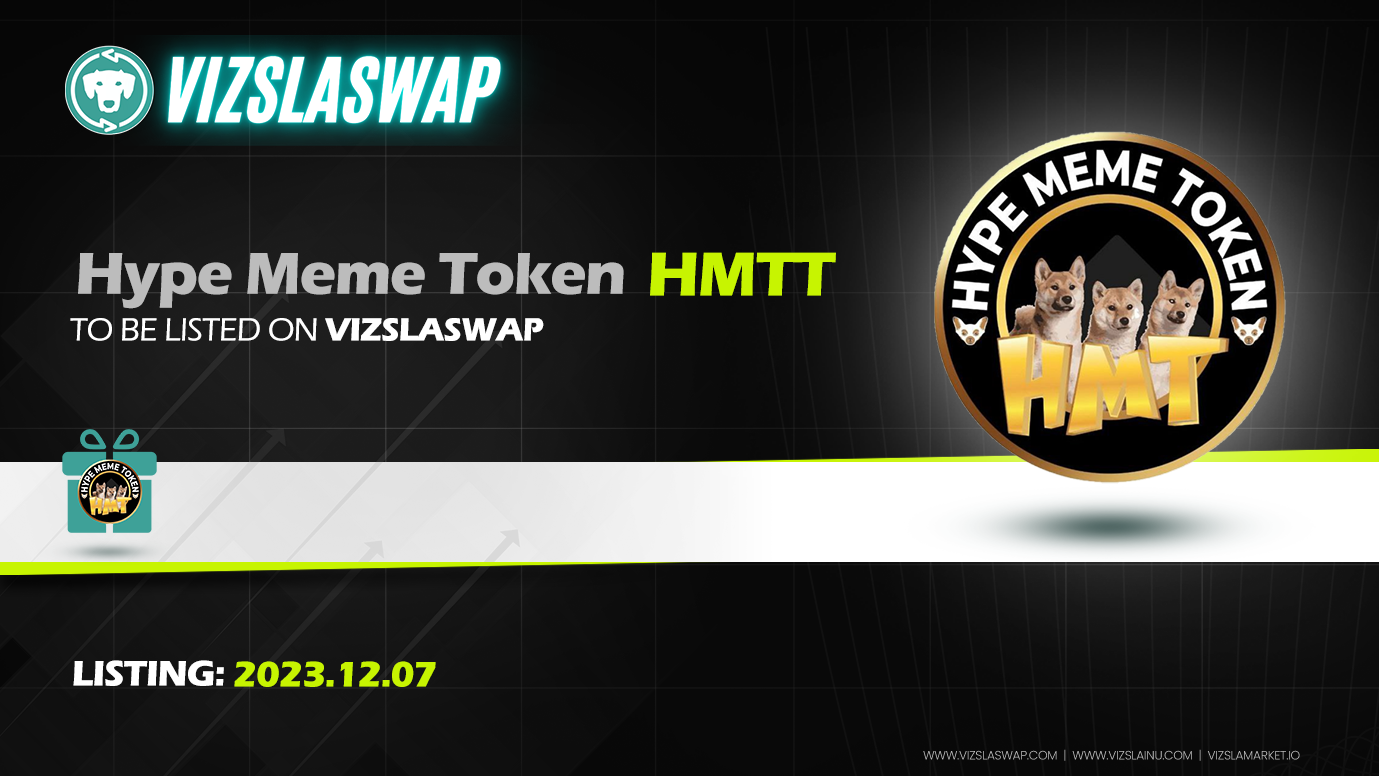 VIZSLASWAP
HYPE MEME TOKEN
Hype Meme Token HMTT
TO BE LISTED ON VIZSLASWAP
HMT
HYPE MEME TOKEN
HMT
LISTING: 2023.12.07
WWW.VIZSLASWAP.COM | WWW.VIZSLAINU.COM | VIZSLAMARKET.IO